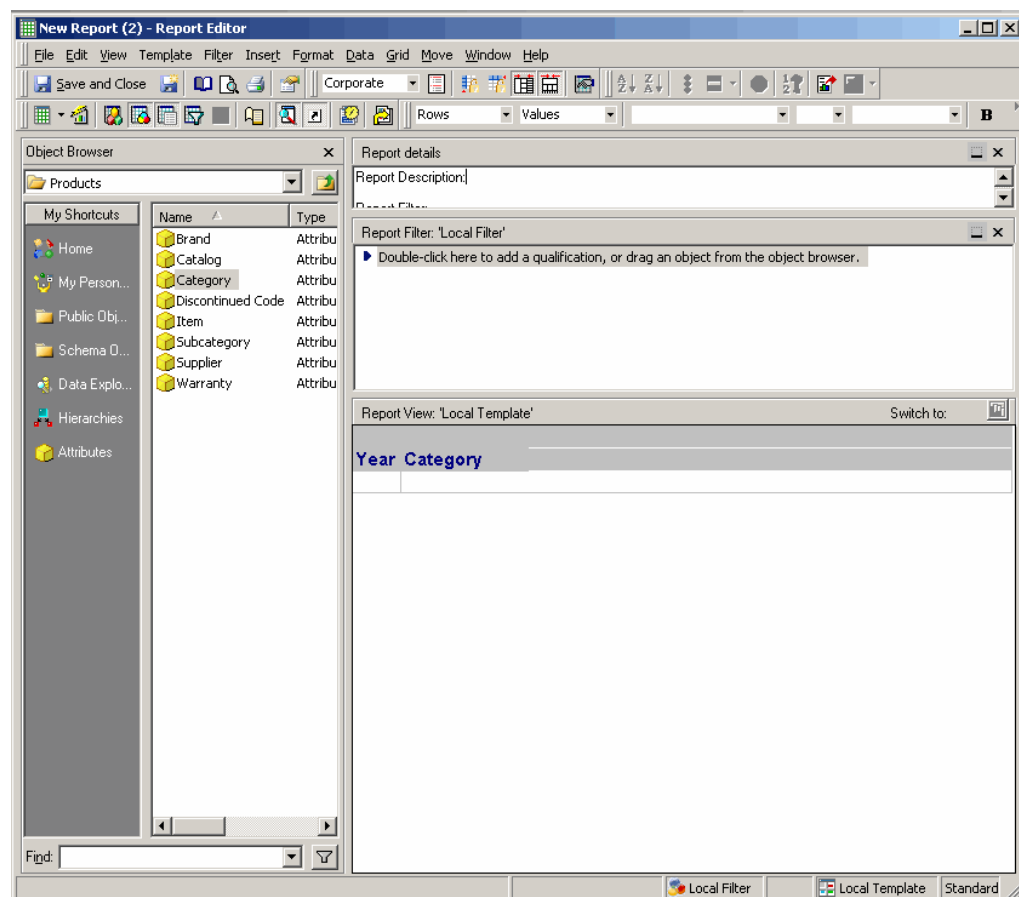 New Report (2) - Report Editor
File Edit View Template Filter Insert Format Data Grid Move Window Help
Save and Close Corporate
Rows Values B
Object Browser
Products
My Shortcuts
Home
My Person...
Public Obj...
Schema O...
Data Explo...
Hierarchies
Attributes
Name Type
Brand Attribu
Catalog Attribu
Category Attribu
Discontinued Code Attribu
Item Attribu
Subcategory Attribu
Supplier Attribu
Warranty Attribu
Find:
Report details
Report Description:
Report Filter:
Report Filter: 'Local Filter'
Double-click here to add a qualification, or drag an object from the object browser.
Report View: 'Local Template' Switch to:
Year Category
Local Filter Local Template Standard